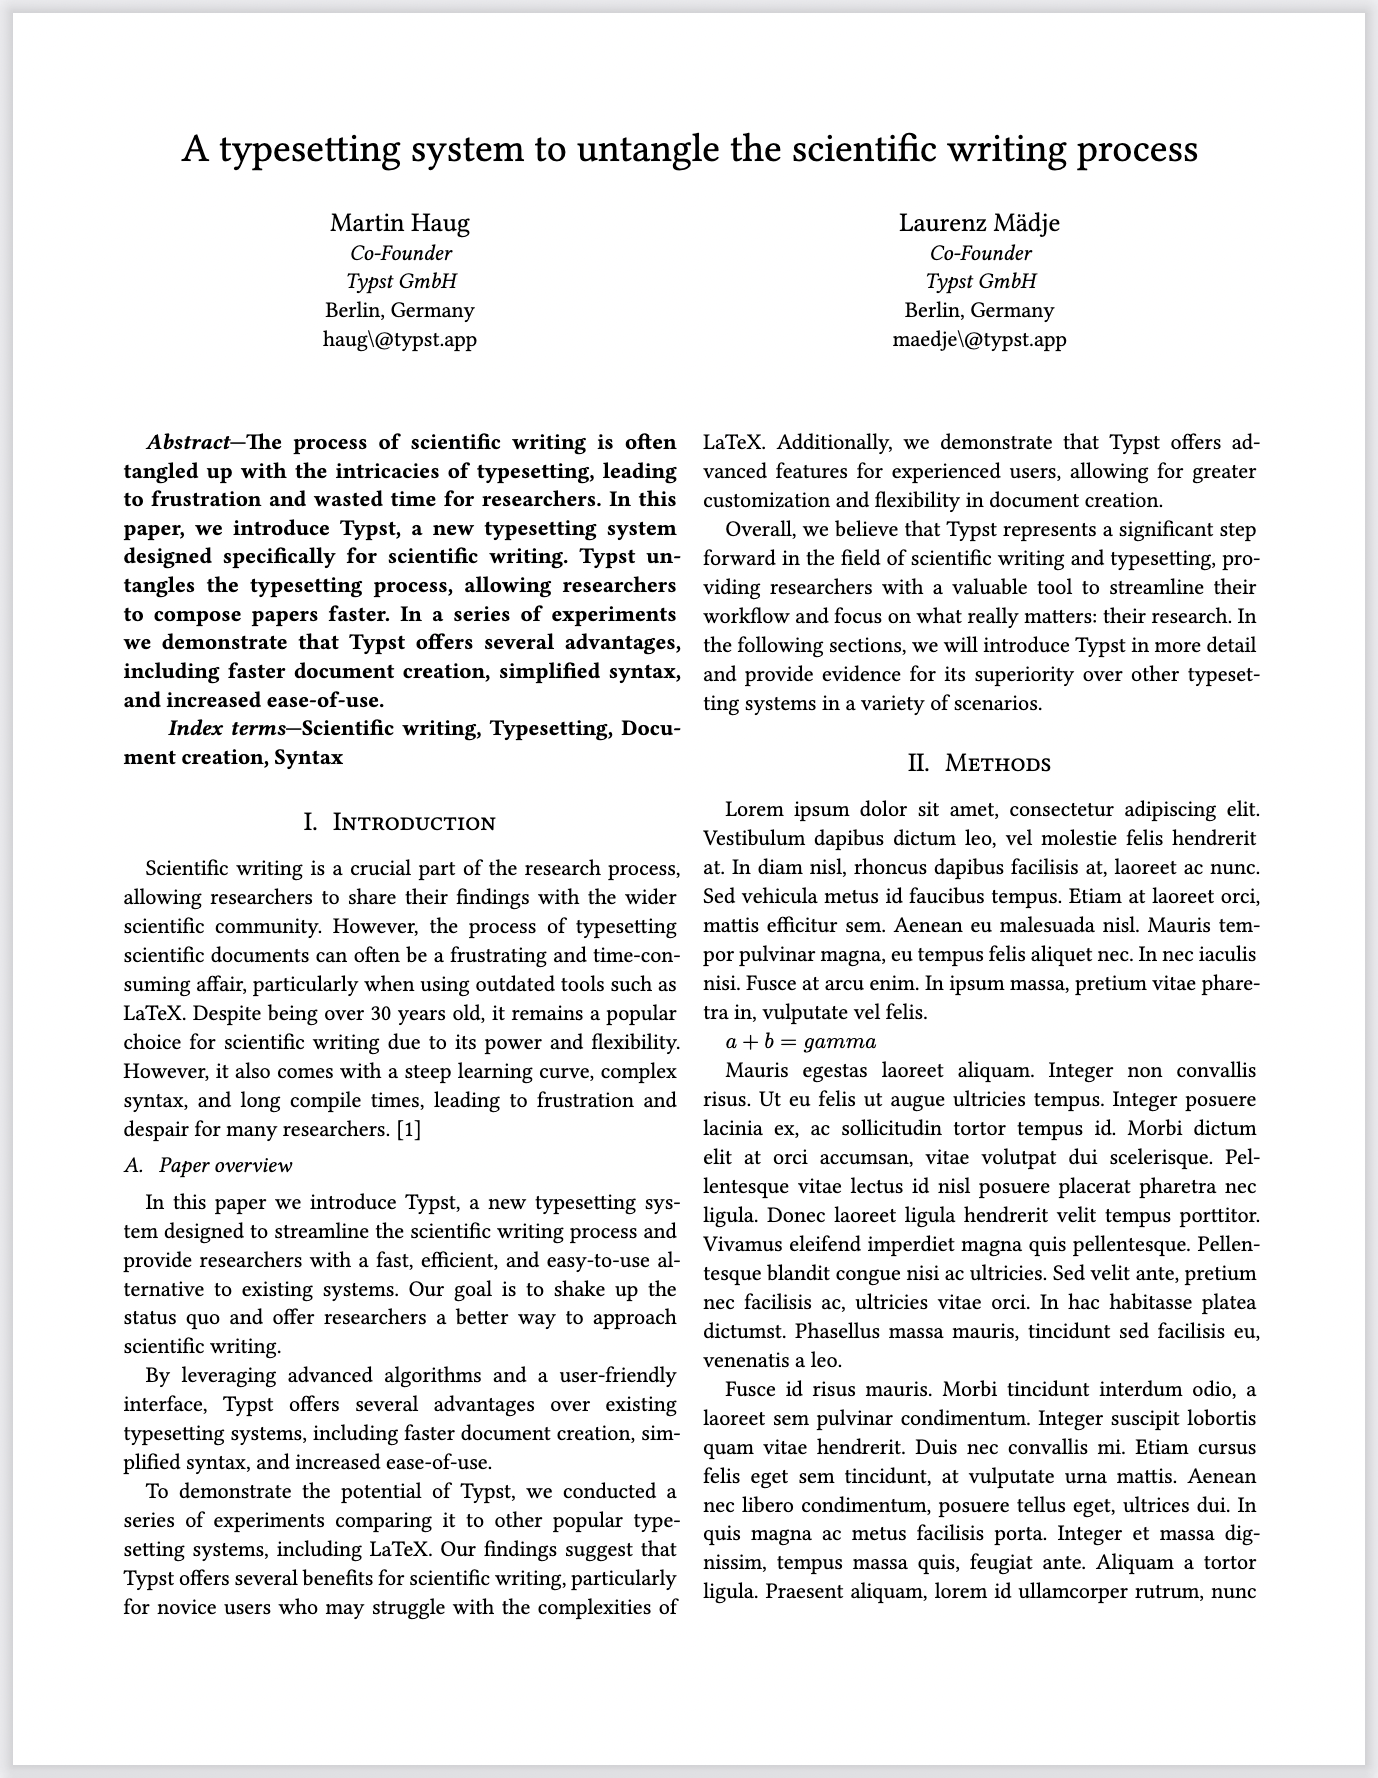 A typesetting system to untangle the scientific writing process
Martin Haug
Co-Founder
Typst GmbH
Berlin, Germany
haug\@typst.app
Laurenz Mädje
Co-Founder
Typst GmbH
Berlin, Germany
maedje\@typst.app
Abstract—The process of scientific writing is often
tangled up with the intricacies of typesetting, leading
to frustration and wasted time for researchers. In this
paper, we introduce Typst, a new typesetting system
designed specifically for scientific writing. Typst un-
tangles the typesetting process, allowing researchers
to compose papers faster. In a series of experiments
we demonstrate that Typst offers several advantages,
including faster document creation, simplified syntax,
and increased ease-of-use.
Index terms—Scientific writing, Typesetting, Docu-
ment creation, Syntax
I. Introduction
Scientific writing is a crucial part of the research process,
allowing researchers to share their findings with the wider
scientific community. However, the process of typesetting
scientific documents can often be a frustrating and time-con-
suming affair, particularly when using outdated tools such as
LaTeX. Despite being over 30 years old, it remains a popular
choice for scientific writing due to its power and flexibility.
However, it also comes with a steep learning curve, complex
syntax, and long compile times, leading to frustration and
despair for many researchers. [1]
A. Paper overview
In this paper we introduce Typst, a new typesetting sys-
tem designed to streamline the scientific writing process and
provide researchers with a fast, efficient, and easy-to-use al-
ternative to existing systems. Our goal is to shake up the
status quo and offer researchers a better way to approach
scientific writing.
By leveraging advanced algorithms and a user-friendly
interface, Typst offers several advantages over existing
typesetting systems, including faster document creation, sim-
plified syntax, and increased ease-of-use.
To demonstrate the potential of Typst, we conducted a
series of experiments comparing it to other popular type-
setting systems, including LaTeX. Our findings suggest that
Typst offers several benefits for scientific writing, particularly
for novice users who may struggle with the complexities of
LaTeX. Additionally, we demonstrate that Typst offers ad-
vanced features for experienced users, allowing for greater
customization and flexibility in document creation.
Overall, we believe that Typst represents a significant step
forward in the field of scientific writing and typesetting, pro-
viding researchers with a valuable tool to streamline their
workflow and focus on what really matters: their research. In
the following sections, we will introduce Typst in more detail
and provide evidence for its superiority over other typeset-
ting systems in a variety of scenarios.
II. Methods
Lorem ipsum dolor sit amet, consectetur adipiscing elit.
Vestibulum dapibus dictum leo, vel molestie felis hendrerit
at. In diam nisl, rhoncus dapibus facilisis at, laoreet ac nunc.
Sed vehicula metus id faucibus tempus. Etiam at laoreet orci,
mattis efficitur sem. Aenean eu malesuada nisl. Mauris tem-
por pulvinar magna, eu tempus felis aliquet nec. In nec iaculis
nisi. Fusce at arcu enim. In ipsum massa, pretium vitae phare-
tra in, vulputate vel felis.
a + b = gamma
Mauris egestas laoreet aliquam. Integer non convallis
risus. Ut eu felis ut augue ultricies tempus. Integer posuere
lacinia ex, ac sollicitudin tortor tempus id. Morbi dictum
elit at orci accumsan, vitae volutpat dui scelerisque. Pel-
lentesque vitae lectus id nisl posuere placerat pharetra nec
ligula. Donec laoreet ligula hendrerit velit tempus porttitor.
Vivamus eleifend imperdiet magna quis pellentesque. Pellen-
tesque blandit congue nisi ac ultricies. Sed velit ante, pretium
nec facilisis ac, ultricies vitae orci. In hac habitasse platea
dictumst. Phasellus massa mauris, tincidunt sed facilisis eu,
venenatis a leo.
Fusce id risus mauris. Morbi tincidunt interdum odio, a
laoreet sem pulvinar condimentum. Integer suscipit lobortis
quam vitae hendrerit. Duis nec convallis mi. Etiam cursus
felis eget sem tincidunt, at vulputate urna mattis. Aenean
nec libero condimentum, posuere tellus eget, ultrices dui. In
quis magna ac metus facilisis porta. Integer et massa dig-
nissim, tempus massa quis, feugiat ante. Aliquam a tortor
ligula. Praesent aliquam, lorem id ullamcorper rutrum, nunc